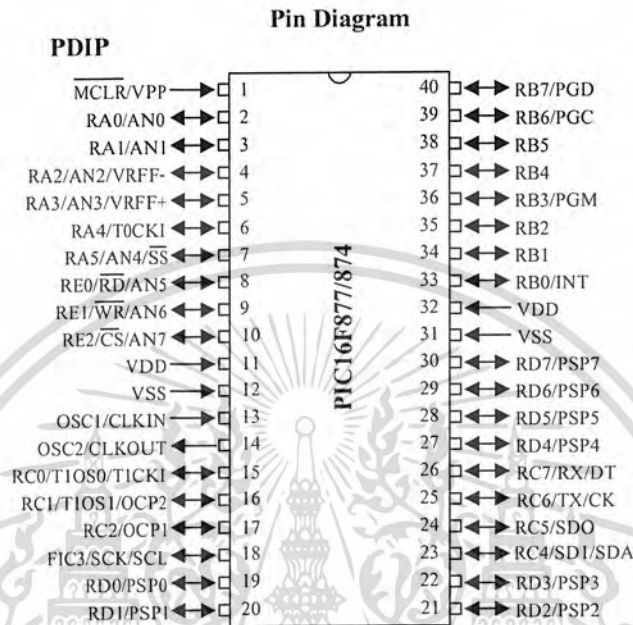 Pin Diagram
PDIP
MCLR/VPP 1
RA0/AN0 2
RA1/AN1 3
RA2/AN2/VRFF- 4
RA3/AN3/VRFF+ 5
RA4/T0CKI 6
RA5/AN4/SS 7
RE0/RD/AN5 8
RE1/WR/AN6 9
RE2/CS/AN7 10
VDD 11
VSS 12
OSC1/CLKIN 13
OSC2/CLKOUT 14
RC0/T1OS0/T1CKI 15
RC1/T1OS1/OCP2 16
RC2/OCP1 17
FIC3/SCK/SCL 18
RD0/PSP0 19
RD1/PSP1 20
PIC16F877/874
40 RB7/PGD
39 RB6/PGC
38 RB5
37 RB4
36 RB3/PGM
35 RB2
34 RB1
33 RB0/INT
32 VDD
31 VSS
30 RD7/PSP7
29 RD6/PSP6
28 RD5/PSP5
27 RD4/PSP4
26 RC7/RX/DT
25 RC6/TX/CK
24 RC5/SDO
23 RC4/SD1/SDA
22 RD3/PSP3
21 RD2/PSP2